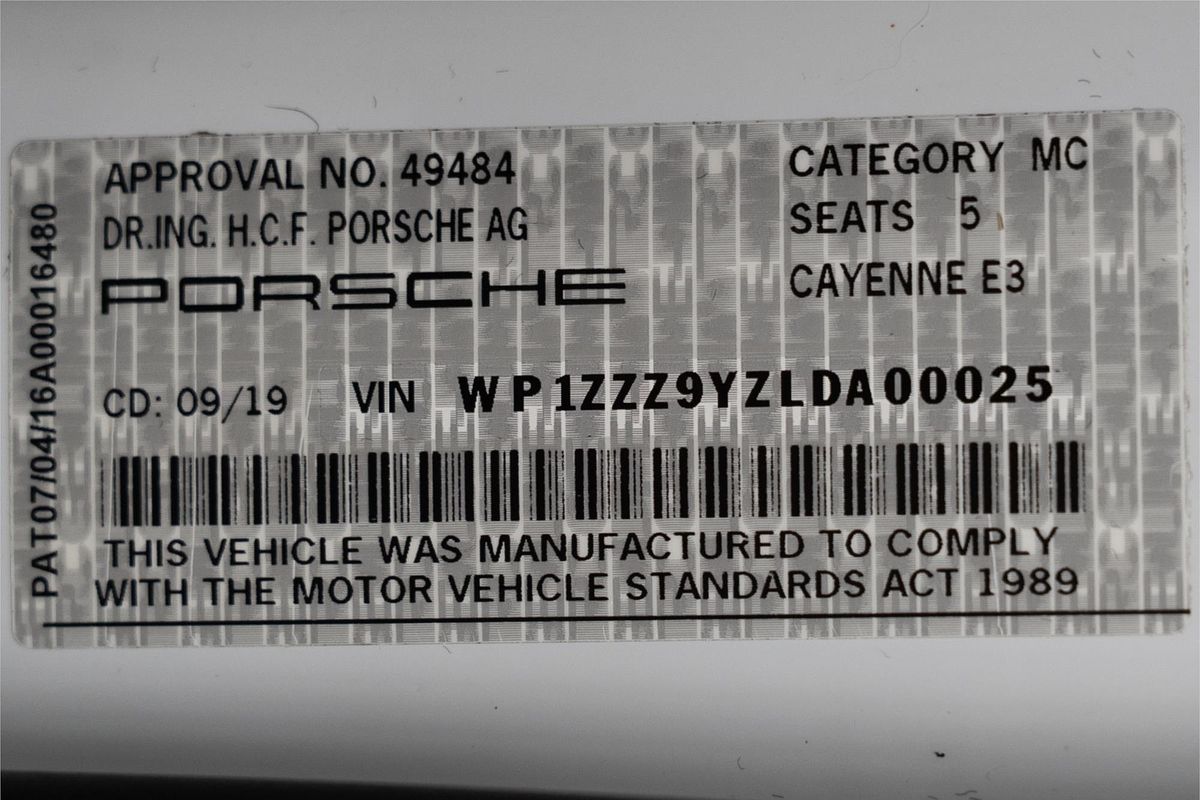 APPROVAL NO. 49484
DR.ING. H.C.F. PORSCHE AG
PORSCHE
CATEGORY MC
SEATS 5
CAYENNE E3
CD: 09/19 VIN WP1ZZZ9YZLDA00025
THIS VEHICLE WAS MANUFACTURED TO COMPLY
WITH THE MOTOR VEHICLE STANDARDS ACT 1989
PAT07/04/16A00016480